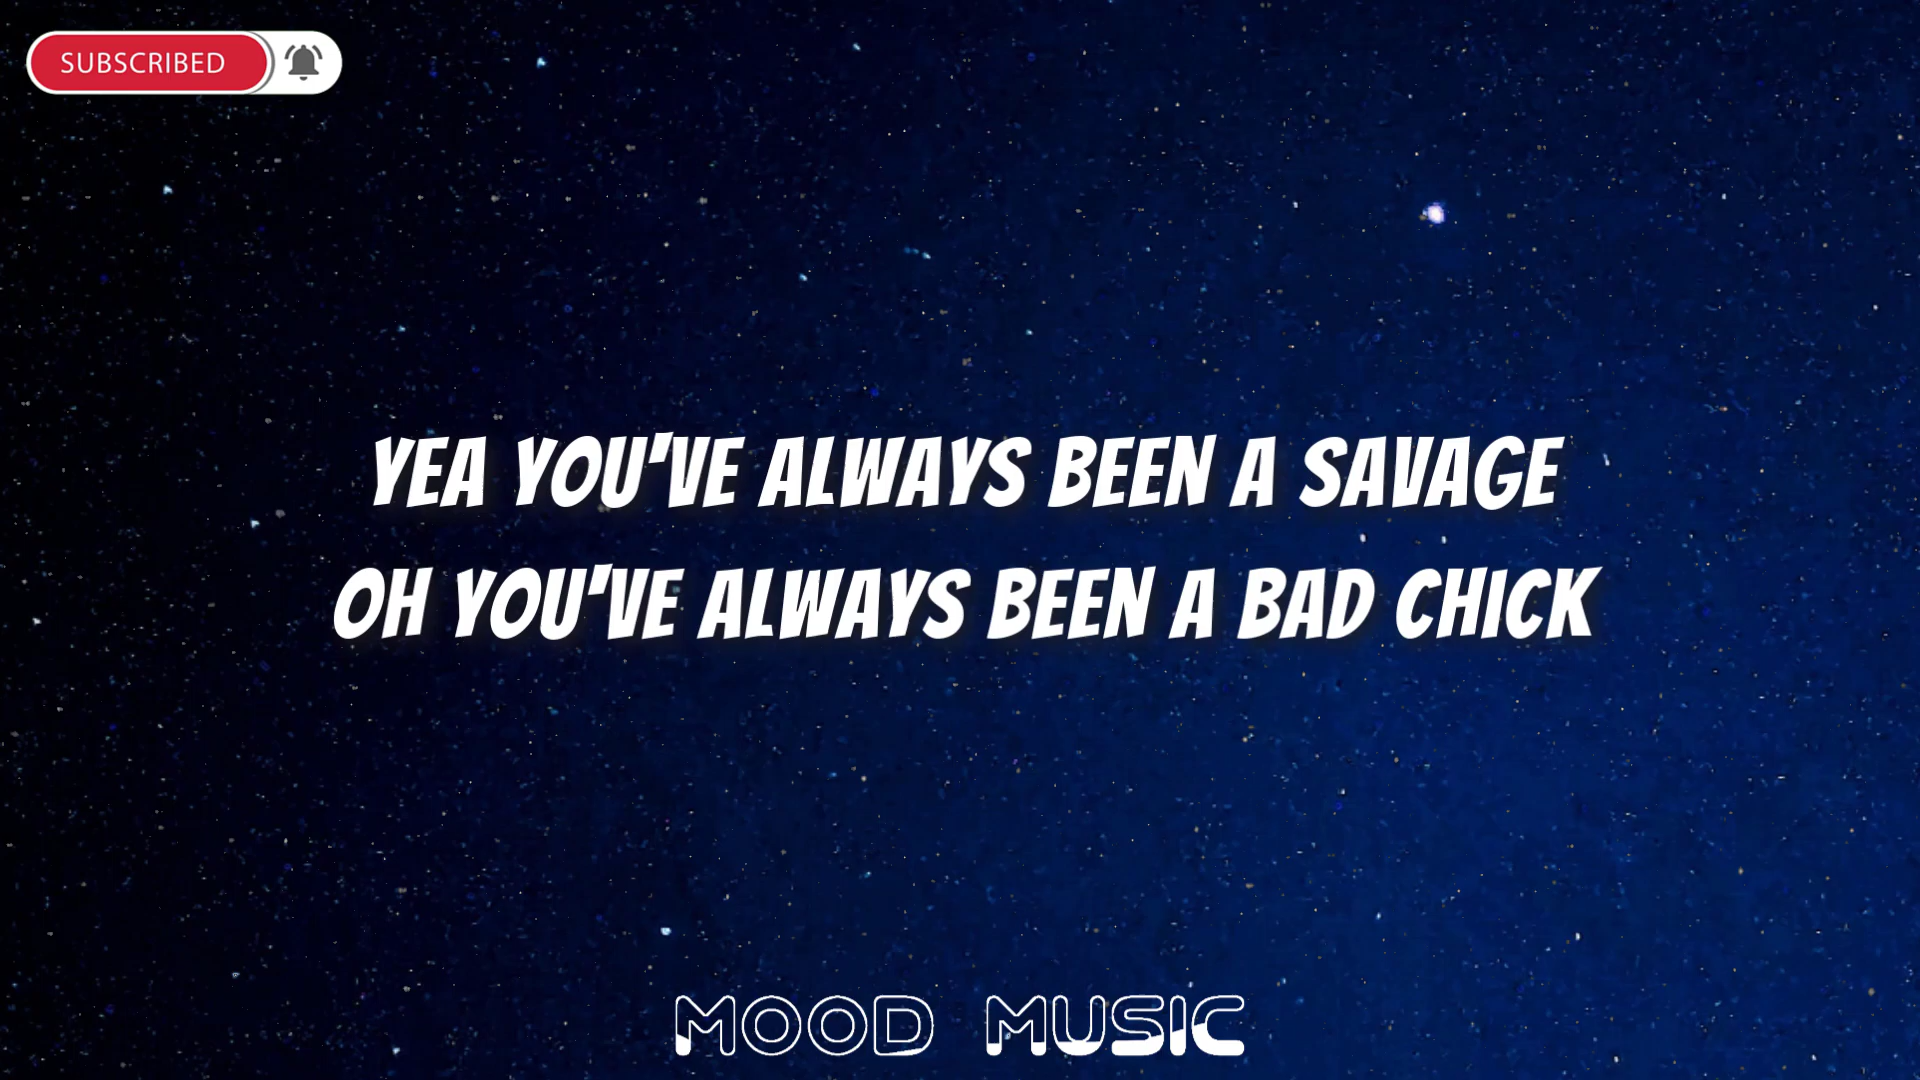 SUBSCRIBED
YEA YOU'VE ALWAYS BEEN A SAVAGE
OH YOU'VE ALWAYS BEEN A BAD CHICK
MOOD MUSIC